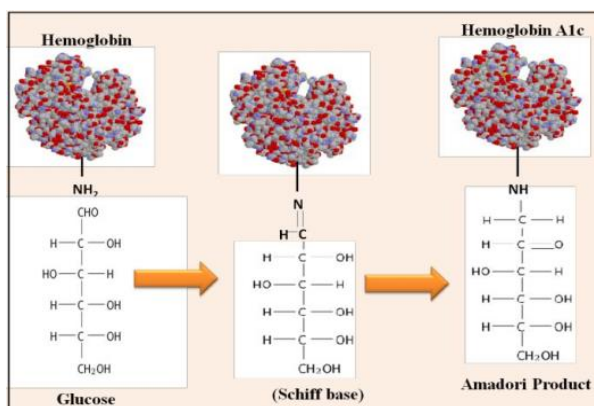 Hemoglobin
NH₂
CHO
H—C—OH
HO—C—H
H—C—OH
H—C—OH
CH₂OH
Glucose
N
H C
H C OH
HO—C—H
H—C—OH
H—C—OH
CH₂OH
(Schiff base)
Hemoglobin A1c
NH
H—C—H
H C=O
HO—C—H
H—C—OH
H—C—OH
CH₂OH
Amadori Product